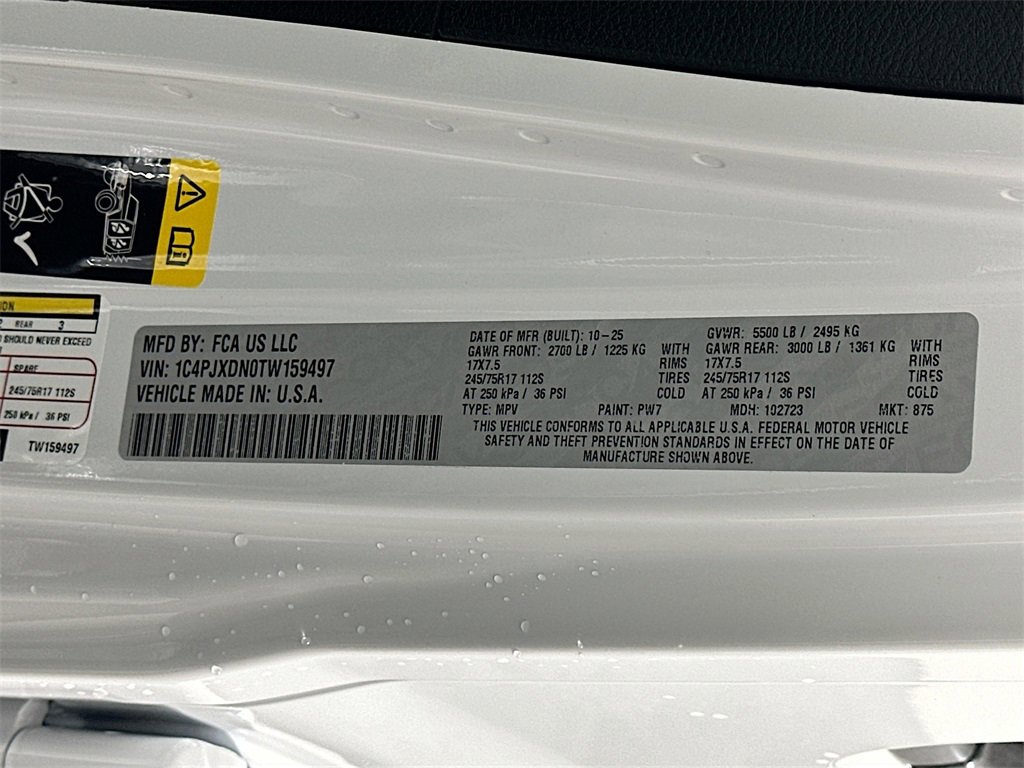 ON
REAR 3
SHOULD NEVER EXCEED
SPARE
245/75R17 112S
250 kPa / 36 PSI
TW159497
MFD BY: FCA US LLC
VIN: 1C4PJXDN0TW159497
VEHICLE MADE IN: U.S.A.
DATE OF MFR (BUILT): 10-25 GVWR: 5500 LB / 2495 KG
GAWR FRONT: 2700 LB / 1225 KG WITH GAWR REAR: 3000 LB / 1361 KG WITH
17X7.5 RIMS 17X7.5 RIMS
245/75R17 112S TIRES 245/75R17 112S TIRES
AT 250 kPa / 36 PSI COLD AT 250 kPa / 36 PSI COLD
TYPE: MPV PAINT: PW7 MDH: 102723 MKT: 875
THIS VEHICLE CONFORMS TO ALL APPLICABLE U.S.A. FEDERAL MOTOR VEHICLE
SAFETY AND THEFT PREVENTION STANDARDS IN EFFECT ON THE DATE OF
MANUFACTURE SHOWN ABOVE.